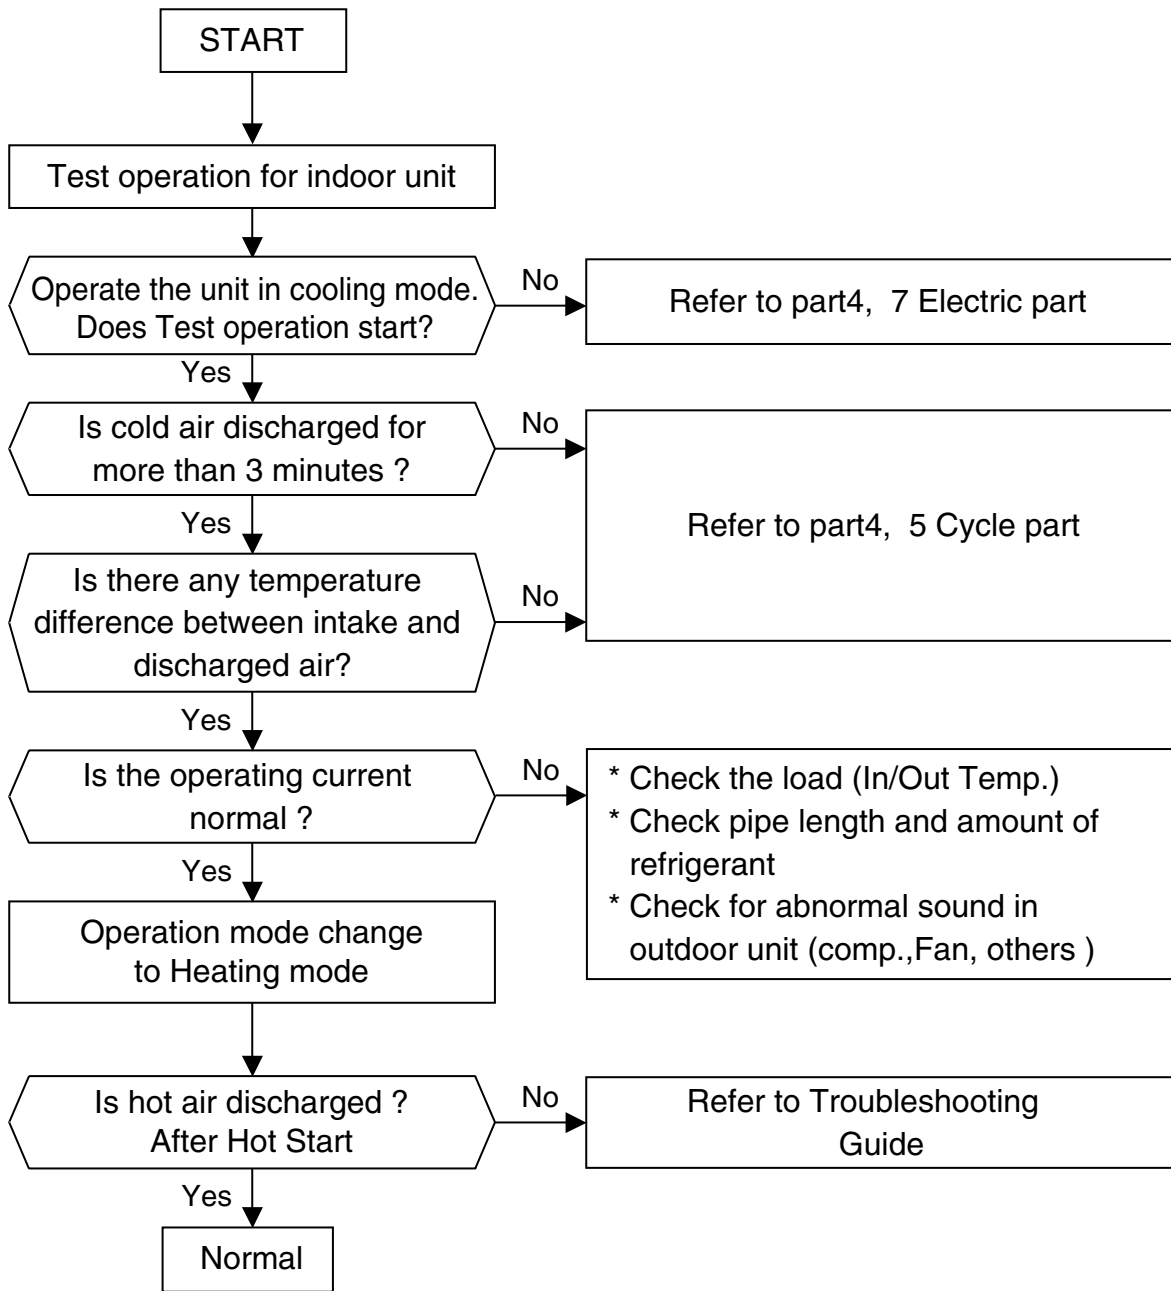 START
Test operation for indoor unit
Operate the unit in cooling mode.
Does Test operation start?
No
Refer to part4, 7 Electric part
Yes
Is cold air discharged for
more than 3 minutes ?
No
Refer to part4, 5 Cycle part
Yes
Is there any temperature
difference between intake and
discharged air?
No
Yes
Is the operating current
normal ?
No
* Check the load (In/Out Temp.)
* Check pipe length and amount of
refrigerant
* Check for abnormal sound in
outdoor unit (comp.,Fan, others )
Yes
Operation mode change
to Heating mode
Is hot air discharged ?
After Hot Start
No
Refer to Troubleshooting
Guide
Yes
Normal